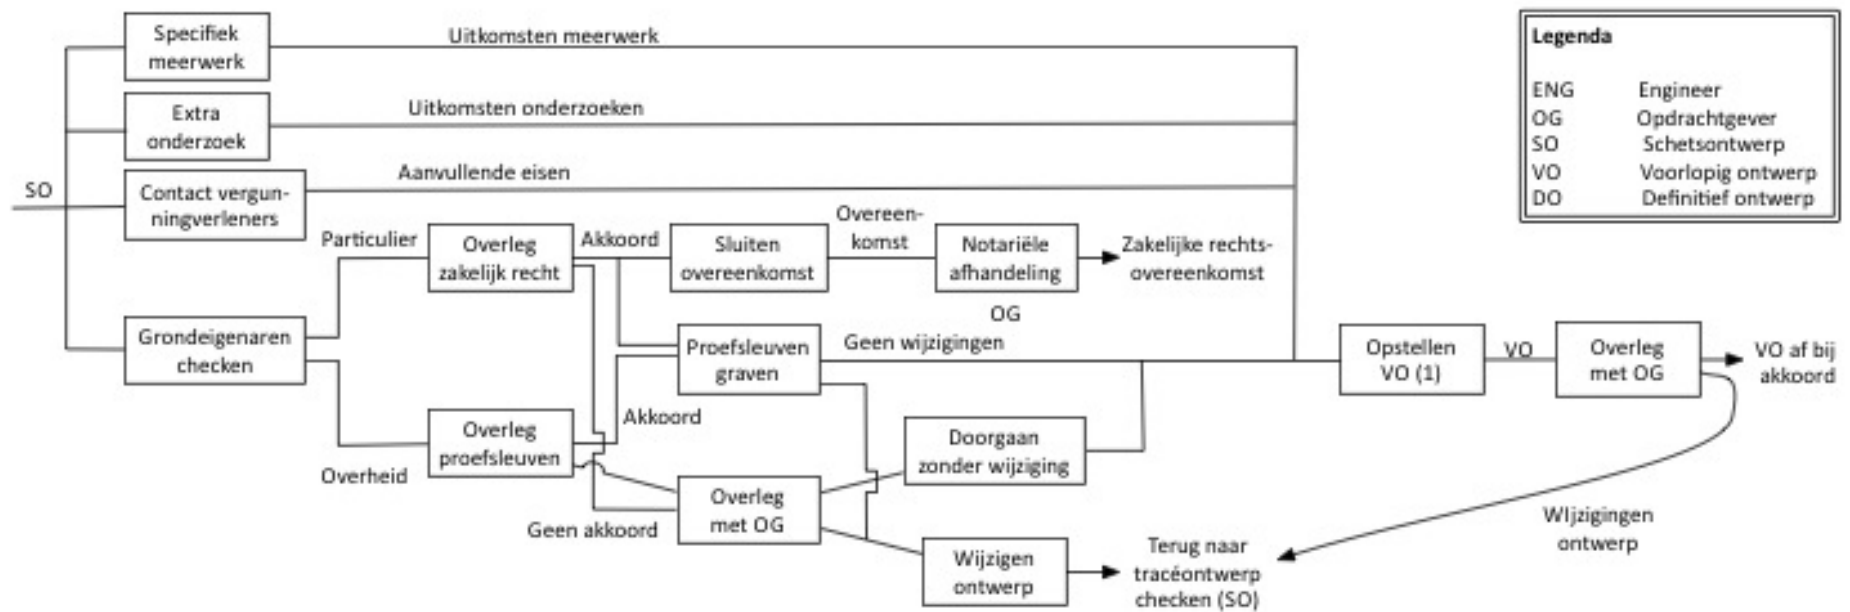 Specifiek
meerwerk
Uitkomsten meerwerk
Extra
onderzoek
Uitkomsten onderzoeken
SO
Contact vergun-
ningverleners
Aanvullende eisen
Grondeigenaren
checken
Particulier
Overheid
Overleg
zakelijk recht
Akkoord
Sluiten
overeenkomst
Overeen-
komst
Notariële
afhandeling
OG
Zakelijke rechts-
overeenkomst
Overleg
proefsleuven
Akkoord
Geen akkoord
Proefsleuven
graven
Geen wijzigingen
Overleg
met OG
Doorgaan
zonder wijziging
Wijzigen
ontwerp
Terug naar
tracéontwerp
checken (SO)
Opstellen
VO (1)
VO
Overleg
met OG
VO af bij
akkoord
WIjzigingen
ontwerp
Legenda
ENG Engineer
OG Opdrachtgever
SO Schetsontwerp
VO Voorlopig ontwerp
DO Definitief ontwerp